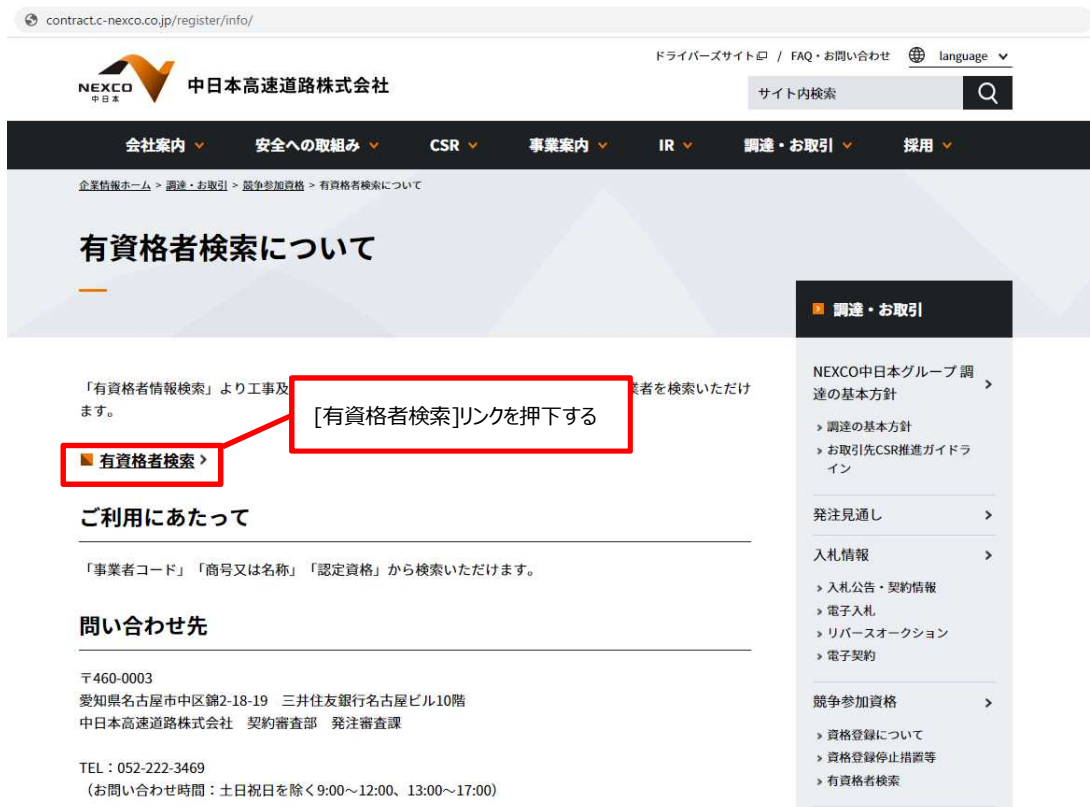 contract.c-nexco.co.jp/register/info/
ドライバーズサイト / FAQ・お問い合わせ language
NEXCO
中日本
中日本高速道路株式会社
サイト内検索
会社案内 安全への取組み CSR 事業案内 IR 調達・お取引 採用
企業情報ホーム > 調達・お取引 > 競争参加資格 > 有資格者検索について
有資格者検索について
調達・お取引
「有資格者情報検索」より工事及 業者を検索いただけ
ます。
[有資格者検索]リンクを押下する
有資格者検索
ご利用にあたって
「事業者コード」「商号又は名称」「認定資格」から検索いただけます。
問い合わせ先
〒460-0003
愛知県名古屋市中区錦2-18-19 三井住友銀行名古屋ビル10階
中日本高速道路株式会社 契約審査部 発注審査課
TEL：052-222-3469
（お問い合わせ時間：土日祝日を除く9:00～12:00、13:00～17:00）
NEXCO中日本グループ 調
達の基本方針
調達の基本方針
お取引先CSR推進ガイドラ
イン
発注見通し
入札情報
入札公告・契約情報
電子入札
リバースオークション
電子契約
競争参加資格
資格登録について
資格登録停止措置等
有資格者検索